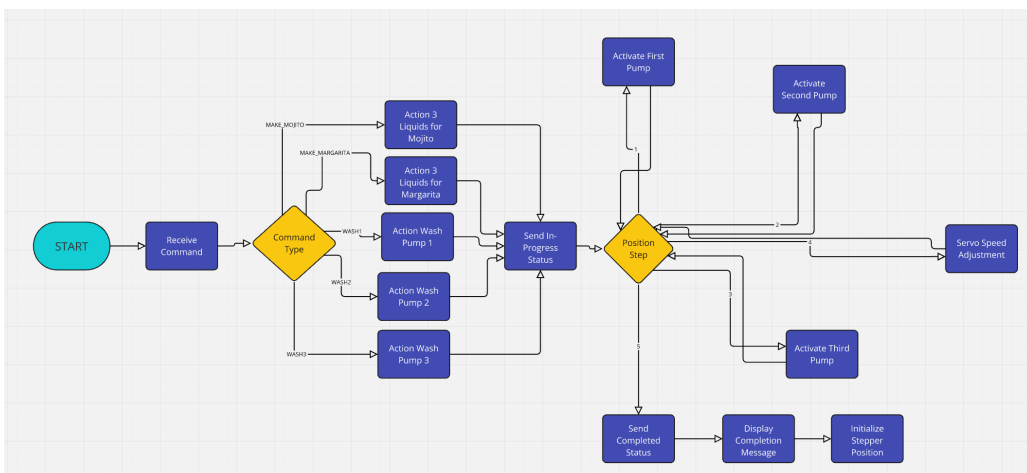 START
Receive
Command
Command
Type
MAKE_MOJITO
MAKE_MARGARITA
WASH1
WASH2
WASH3
Action 3
Liquids for
Mojito
Action 3
Liquids for
Margarita
Action Wash
Pump 1
Action Wash
Pump 2
Action Wash
Pump 3
Send In-
Progress
Status
Position
Step
1
2
4
3
5
Activate First
Pump
Activate
Second Pump
Servo Speed
Adjustment
Activate Third
Pump
Send
Completed
Status
Display
Completion
Message
Initialize
Stepper
Position